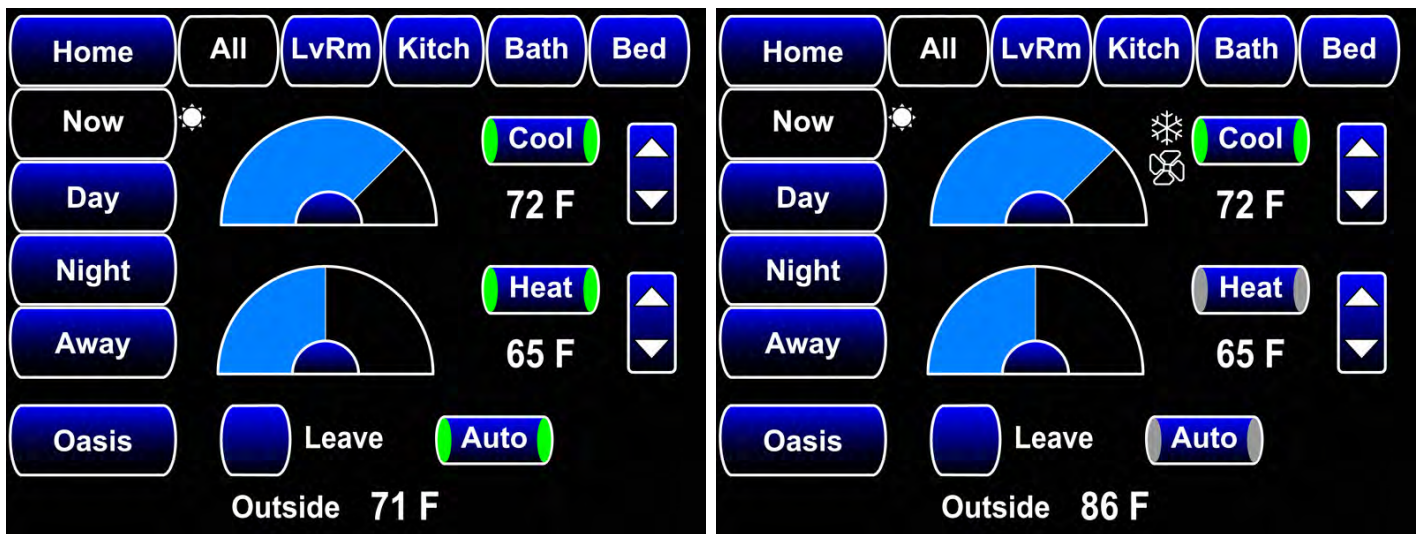 Home All LvRm Kitch Bath Bed
Now
Cool
Day
72 F
Night
Heat
Away
65 F
Oasis
Leave
Auto
Outside 71 F
Home All LvRm Kitch Bath Bed
Now
Cool
Day
72 F
Night
Heat
Away
65 F
Oasis
Leave
Auto
Outside 86 F